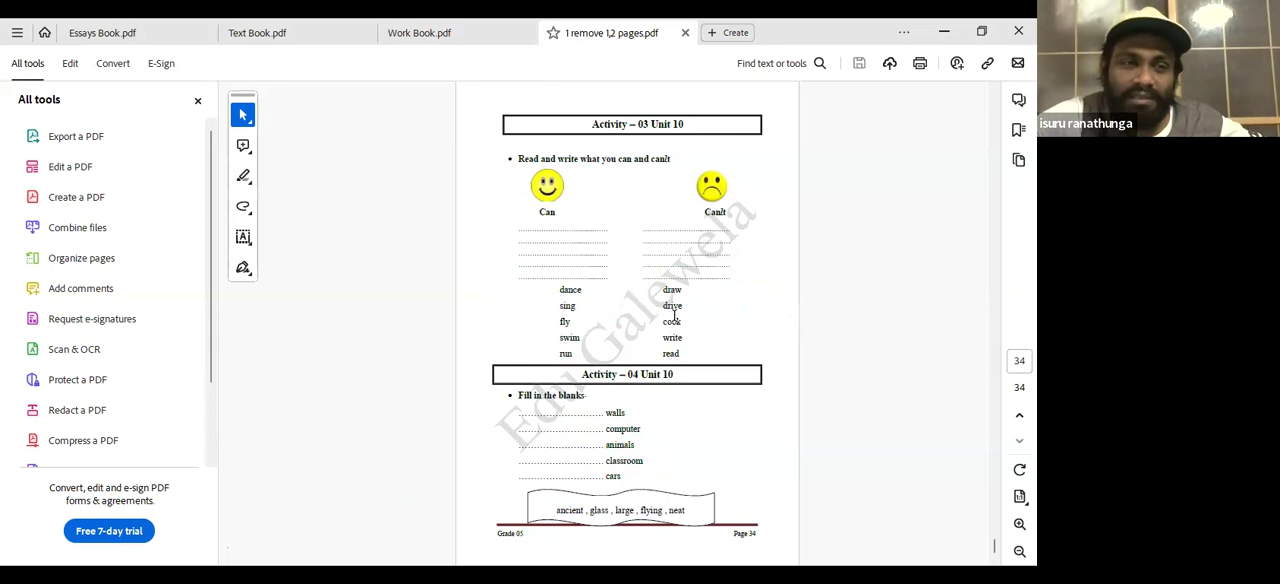 Essays Book.pdf
Text Book.pdf
Work Book.pdf
1 remove 1,2 pages.pdf
Create
All tools
Edit
Convert
E-Sign
Find text or tools
All tools
Export a PDF
Edit a PDF
Create a PDF
Combine files
Organize pages
Add comments
Request e-signatures
Scan & OCR
Protect a PDF
Redact a PDF
Compress a PDF
Convert, edit and e-sign PDF
forms & agreements.
Free 7-day trial
Activity – 03 Unit 10
Read and write what you can and can't
Can Can't
dance draw
sing drive
fly cook
swim write
run read
Activity – 04 Unit 10
Fill in the blanks.
.............................. walls
.............................. computer
.............................. animals
.............................. classroom
.............................. cars
ancient , glass , large , flying , neat
Grade 05 Page 34
Edu Galewela
34
34
isuru ranathunga